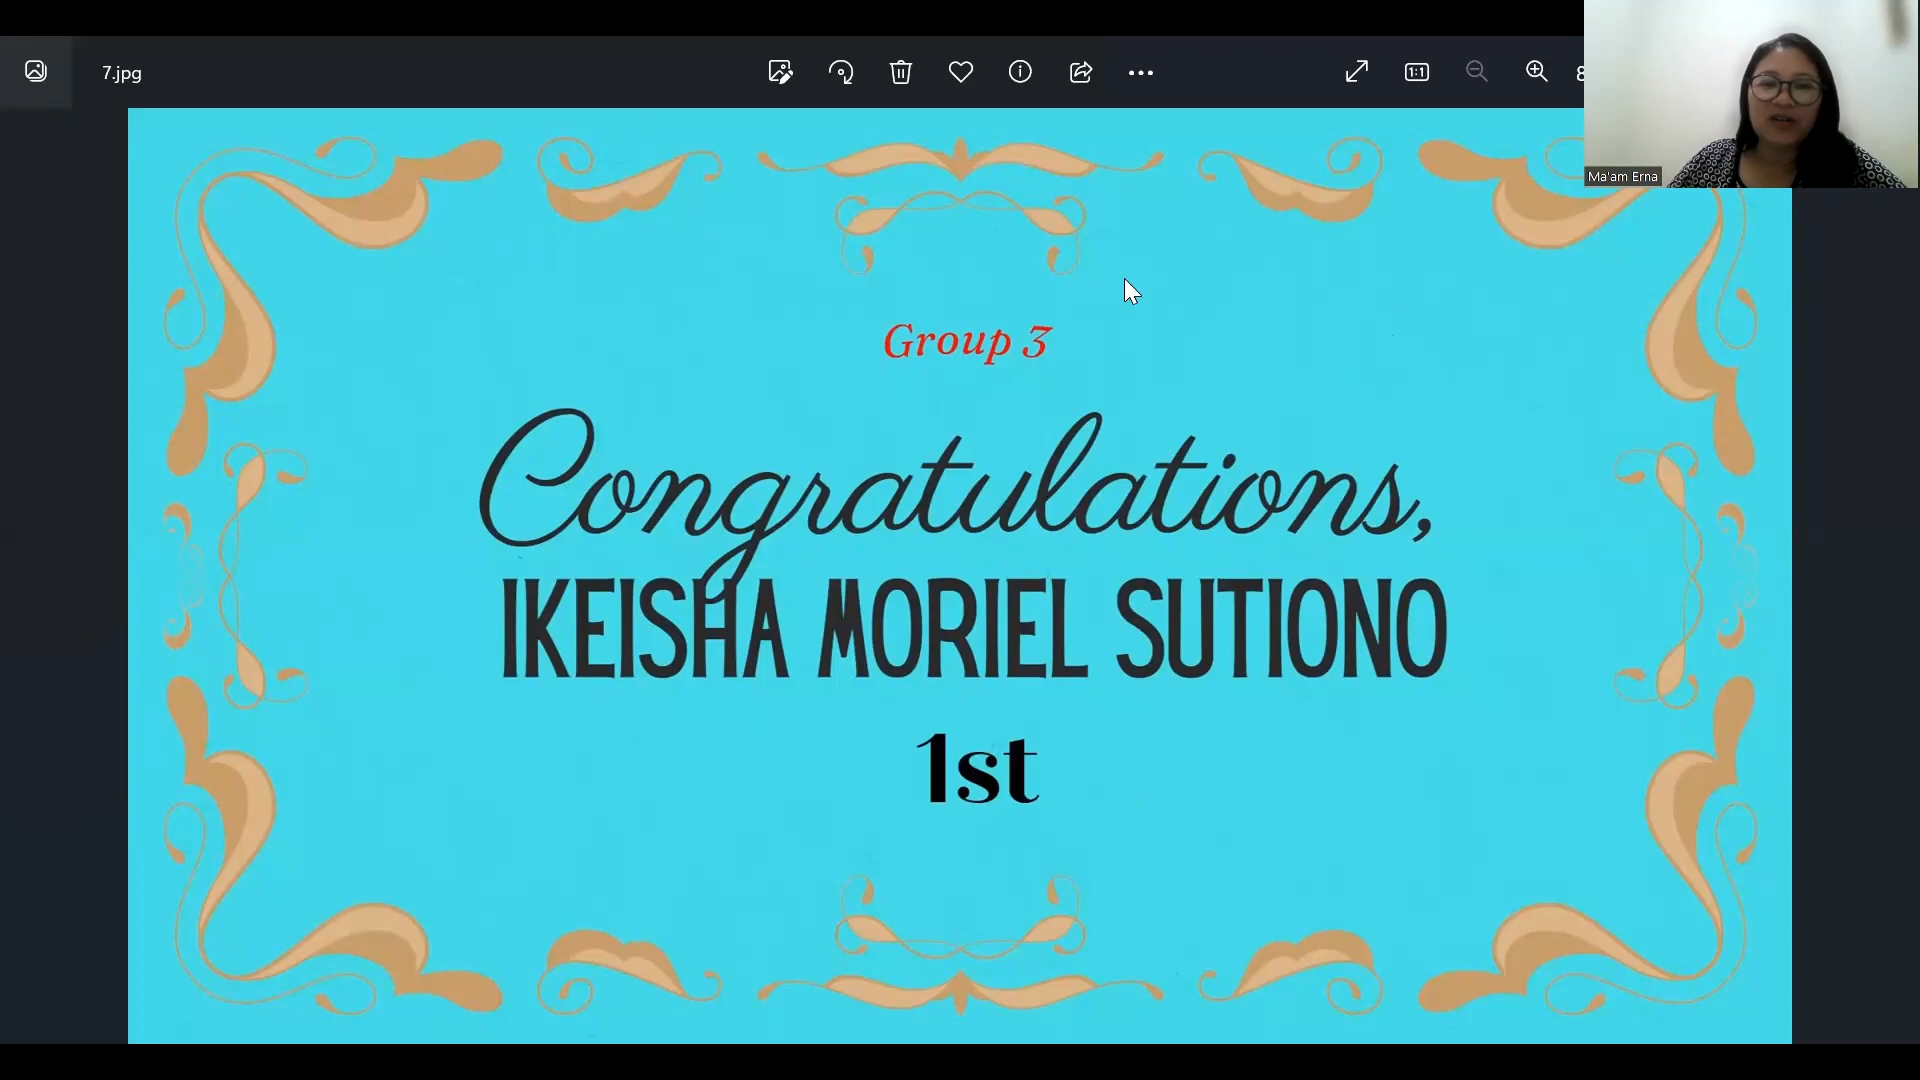 7.jpg
Ma'am Erna
Group 3
Congratulations,
IKEISHA MORIEL SUTIONO
1st